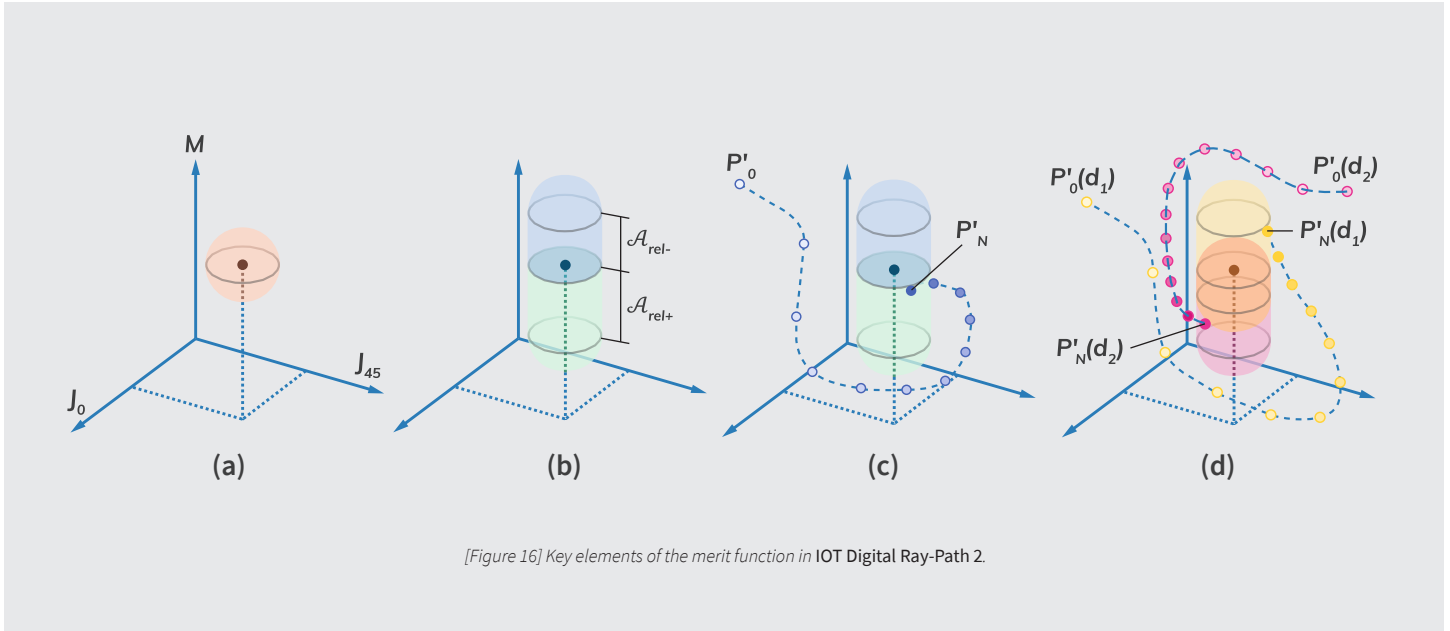 M
J₄₅
J₀
(a)
𝒜rel-
𝒜rel+
(b)
P'₀
P'N
(c)
P'₀(d₁)
P'₀(d₂)
P'N(d₁)
P'N(d₂)
(d)
[Figure 16] Key elements of the merit function in IOT Digital Ray-Path 2.